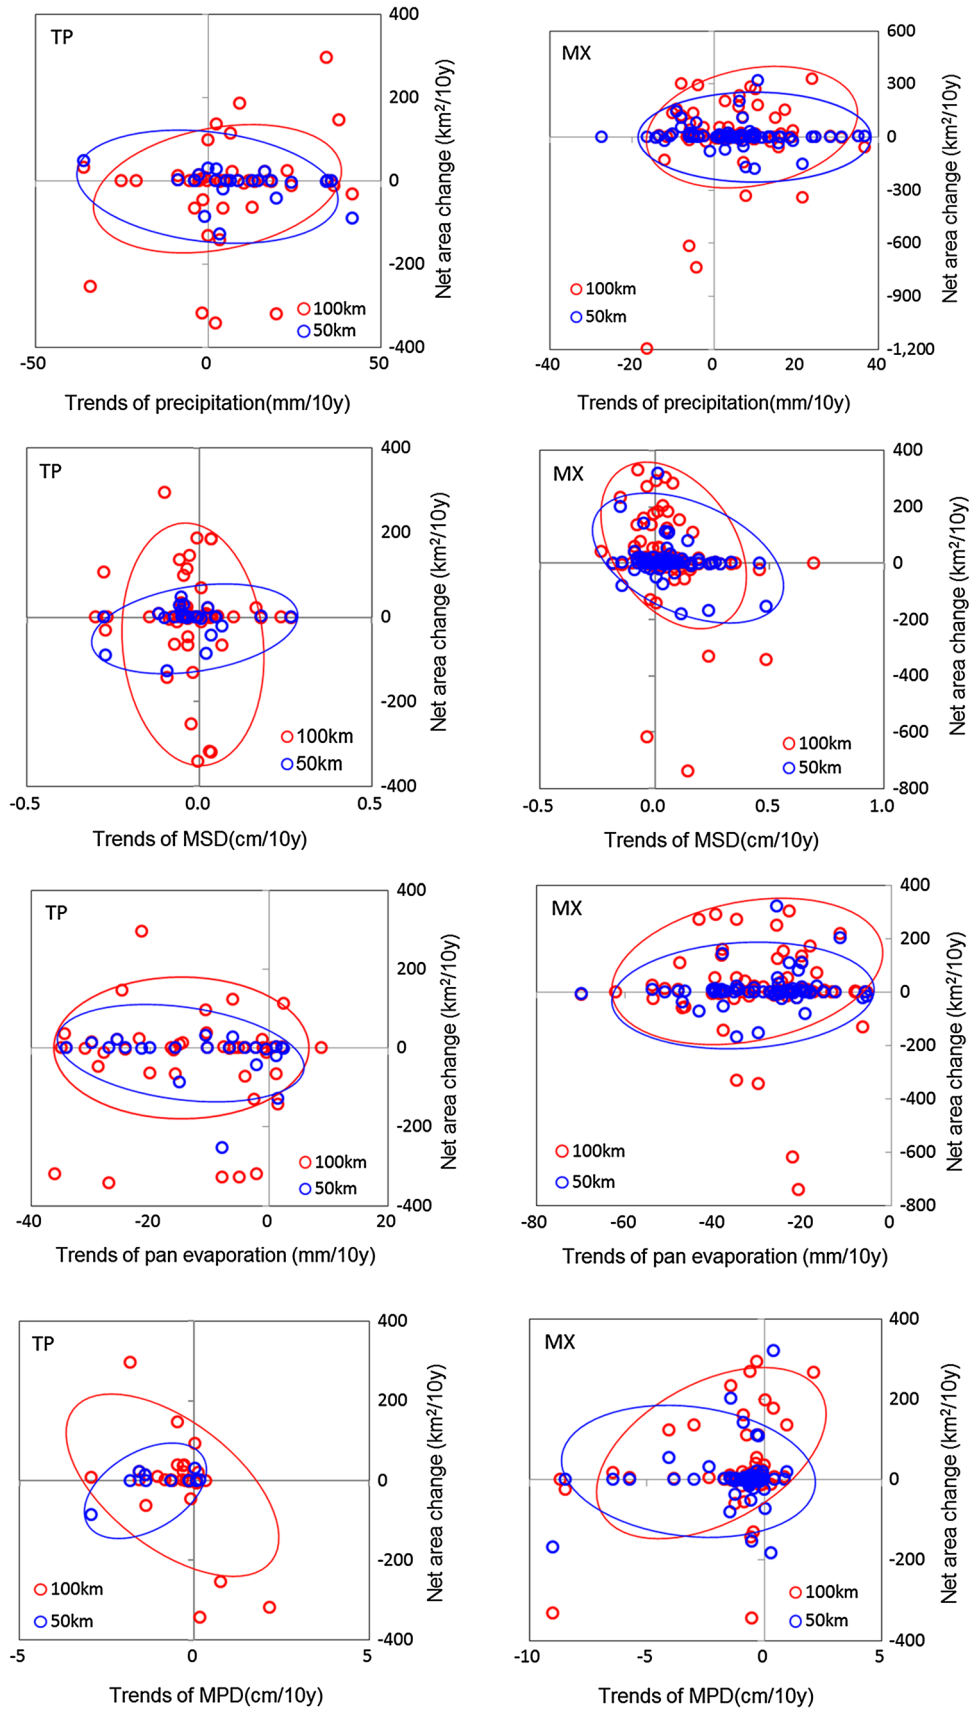 TP
400
200
0
-200
-400
-50
0
50
100km
50km
Trends of precipitation(mm/10y)
Net area change (km²/10y)
MX
600
300
0
-300
-600
-900
-1,200
-40
-20
0
20
40
100km
50km
Trends of precipitation(mm/10y)
Net area change (km²/10y)
TP
400
200
0
-200
-400
-0.5
0.0
0.5
100km
50km
Trends of MSD(cm/10y)
Net area change (km²/10y)
MX
400
200
0
-200
-400
-600
-800
-0.5
0.0
0.5
1.0
100km
50km
Trends of MSD(cm/10y)
Net area change (km²/10y)
TP
400
200
0
-200
-400
-40
-20
0
20
100km
50km
Trends of pan evaporation (mm/10y)
Net area change (km²/10y)
MX
400
200
0
-200
-400
-600
-800
-80
-60
-40
-20
0
100km
50km
Trends of pan evaporation (mm/10y)
Net area change (km²/10y)
TP
400
200
0
-200
-400
-5
0
5
100km
50km
Trends of MPD(cm/10y)
Net area change (km²/10y)
MX
400
200
0
-200
-400
-10
-5
0
5
100km
50km
Trends of MPD(cm/10y)
Net area change (km²/10y)